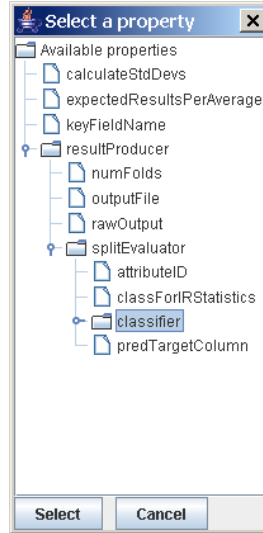 Select a property
Available properties
calculateStdDevs
expectedResultsPerAverage
keyFieldName
resultProducer
numFolds
outputFile
rawOutput
splitEvaluator
attributeID
classForIRStatistics
classifier
predTargetColumn
Select Cancel